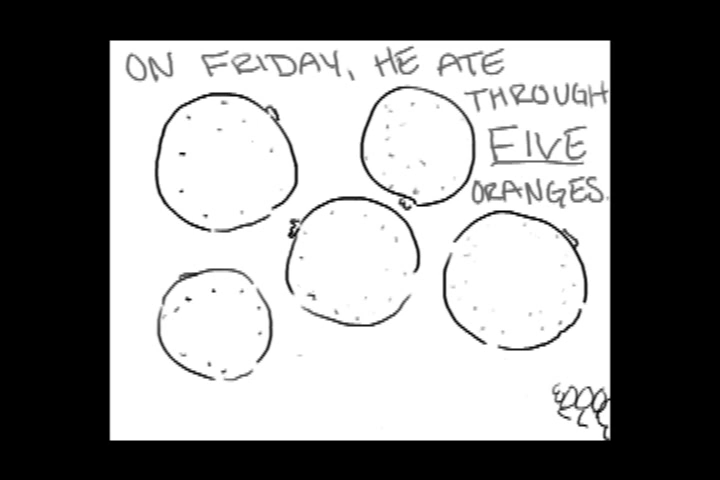 ON FRIDAY, HE ATE
THROUGH
FIVE
ORANGES.